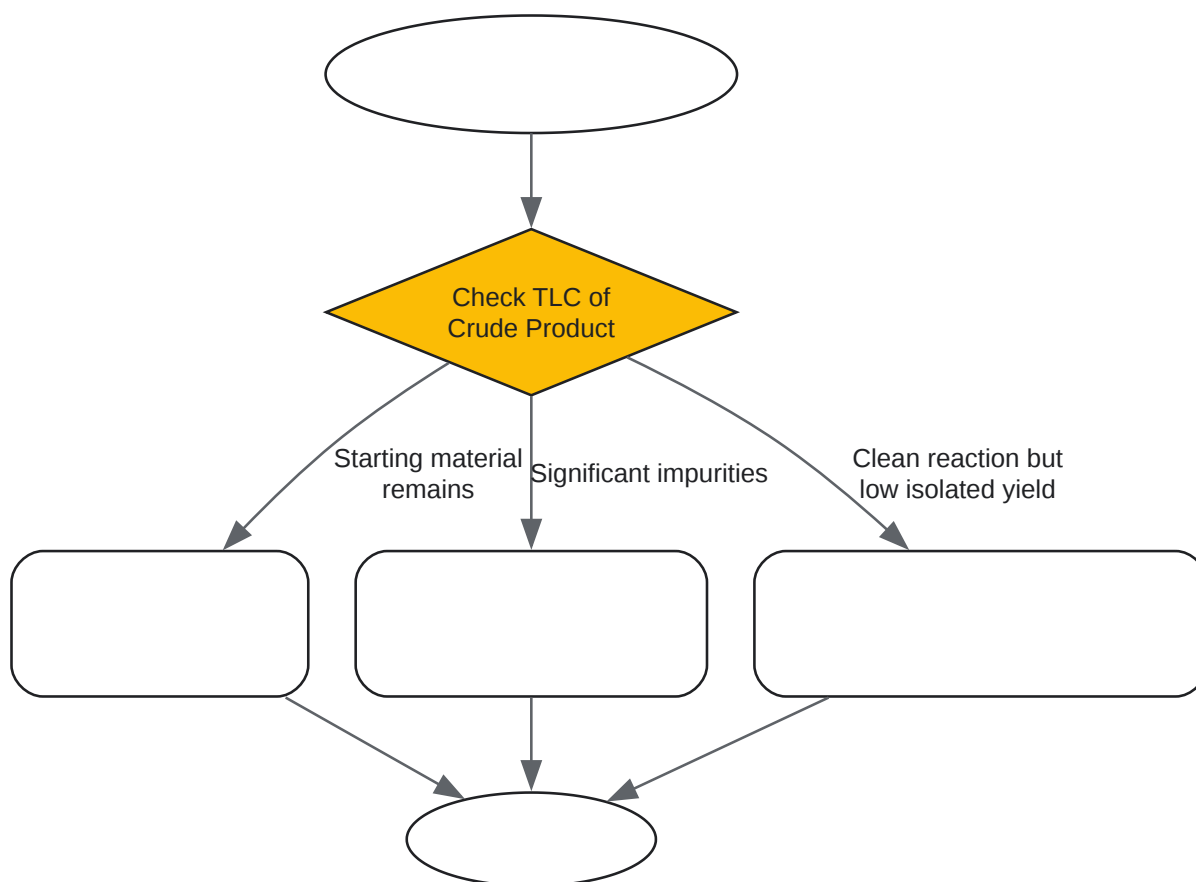 Check TLC of
Crude Product
Starting material
remains
Significant impurities
Clean reaction but
low isolated yield